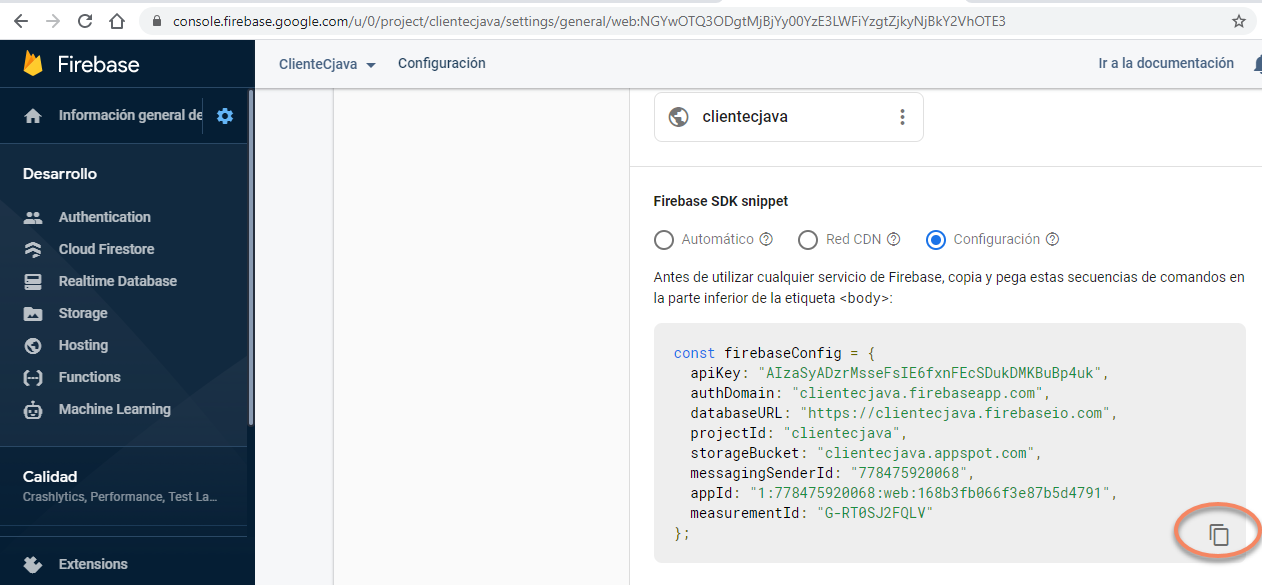 console.firebase.google.com/u/0/project/clientecjava/settings/general/web:NGYwOTQ3ODgtMjBjYy00YzE3LWFiYzgtZjkyNjBkY2VhOTE3
Firebase
ClienteCjava
Configuración
Ir a la documentación
Información general de
Desarrollo
Authentication
Cloud Firestore
Realtime Database
Storage
Hosting
Functions
Machine Learning
Calidad
Crashlytics, Performance, Test La...
Extensions
clientecjava
Firebase SDK snippet
Automático ? Red CDN ? Configuración ?
Antes de utilizar cualquier servicio de Firebase, copia y pega estas secuencias de comandos en
la parte inferior de la etiqueta <body>:
const firebaseConfig = {
apiKey: "AIzaSyADzrMsseFsIE6fxnFEcSDukDMKBuBp4uk",
authDomain: "clientecjava.firebaseapp.com",
databaseURL: "https://clientecjava.firebaseio.com",
projectId: "clientecjava",
storageBucket: "clientecjava.appspot.com",
messagingSenderId: "778475920068",
appId: "1:778475920068:web:168b3fb066f3e87b5d4791",
measurementId: "G-RT0SJ2FQLV"
};